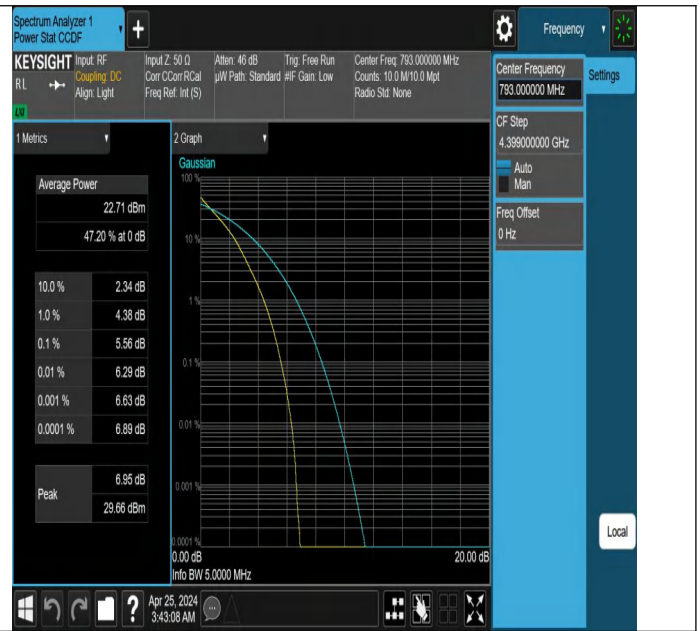 Spectrum Analyzer 1
Power Stat CCDF
+
Frequency
KEYSIGHT
RL
LXI
Input: RF
Coupling: DC
Align: Light
Input Z: 50 Ω
Corr CCorr RCal
Freq Ref: Int (S)
Atten: 46 dB
µW Path: Standard
Trig: Free Run
#IF Gain: Low
Center Freq: 793.000000 MHz
Counts: 10.0 M/10.0 Mpt
Radio Std: None
Center Frequency
793.000000 MHz
Settings
CF Step
4.399000000 GHz
Auto
Man
Freq Offset
0 Hz
1 Metrics
Average Power
22.71 dBm
47.20 % at 0 dB
10.0 % 2.34 dB
1.0 % 4.38 dB
0.1 % 5.56 dB
0.01 % 6.29 dB
0.001 % 6.63 dB
0.0001 % 6.89 dB
Peak
6.95 dB
29.66 dBm
2 Graph
Gaussian
100 %
10 %
1 %
0.1 %
0.01 %
0.001 %
0.0001 %
0.00 dB 20.00 dB
Info BW 5.0000 MHz
Local
?
Apr 25, 2024
3:43:08 AM